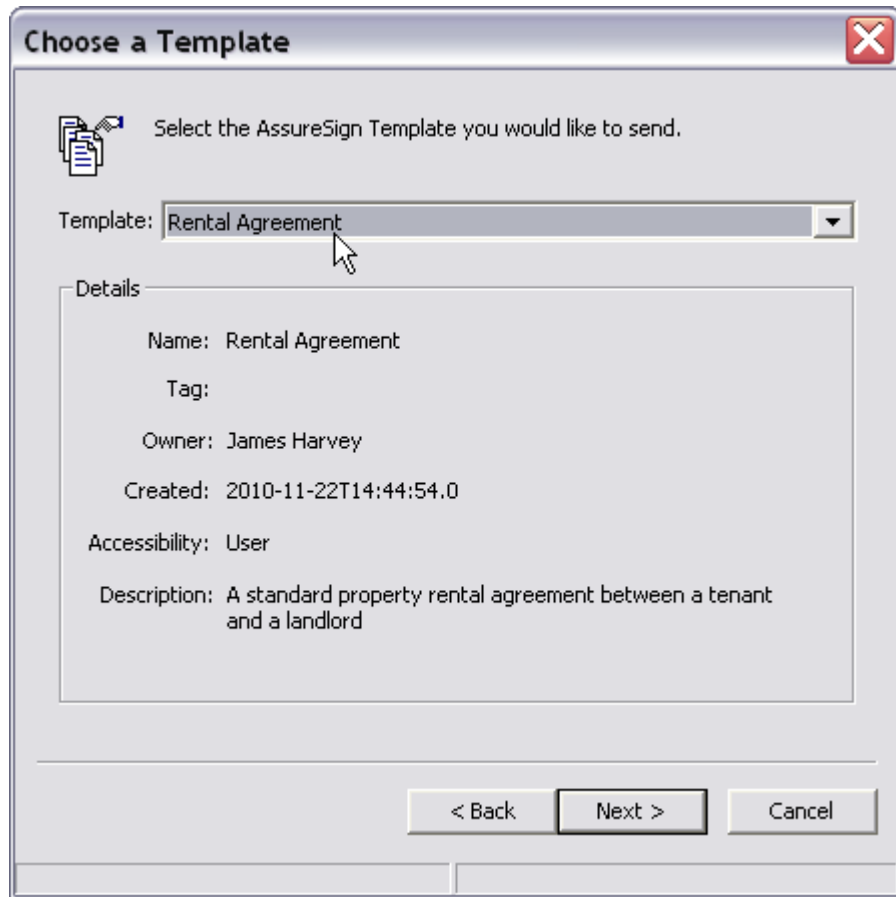 Choose a Template
Select the AssureSign Template you would like to send.
Template: Rental Agreement
Details
Name: Rental Agreement
Tag:
Owner: James Harvey
Created: 2010-11-22T14:44:54.0
Accessibility: User
Description: A standard property rental agreement between a tenant
and a landlord
< Back Next > Cancel